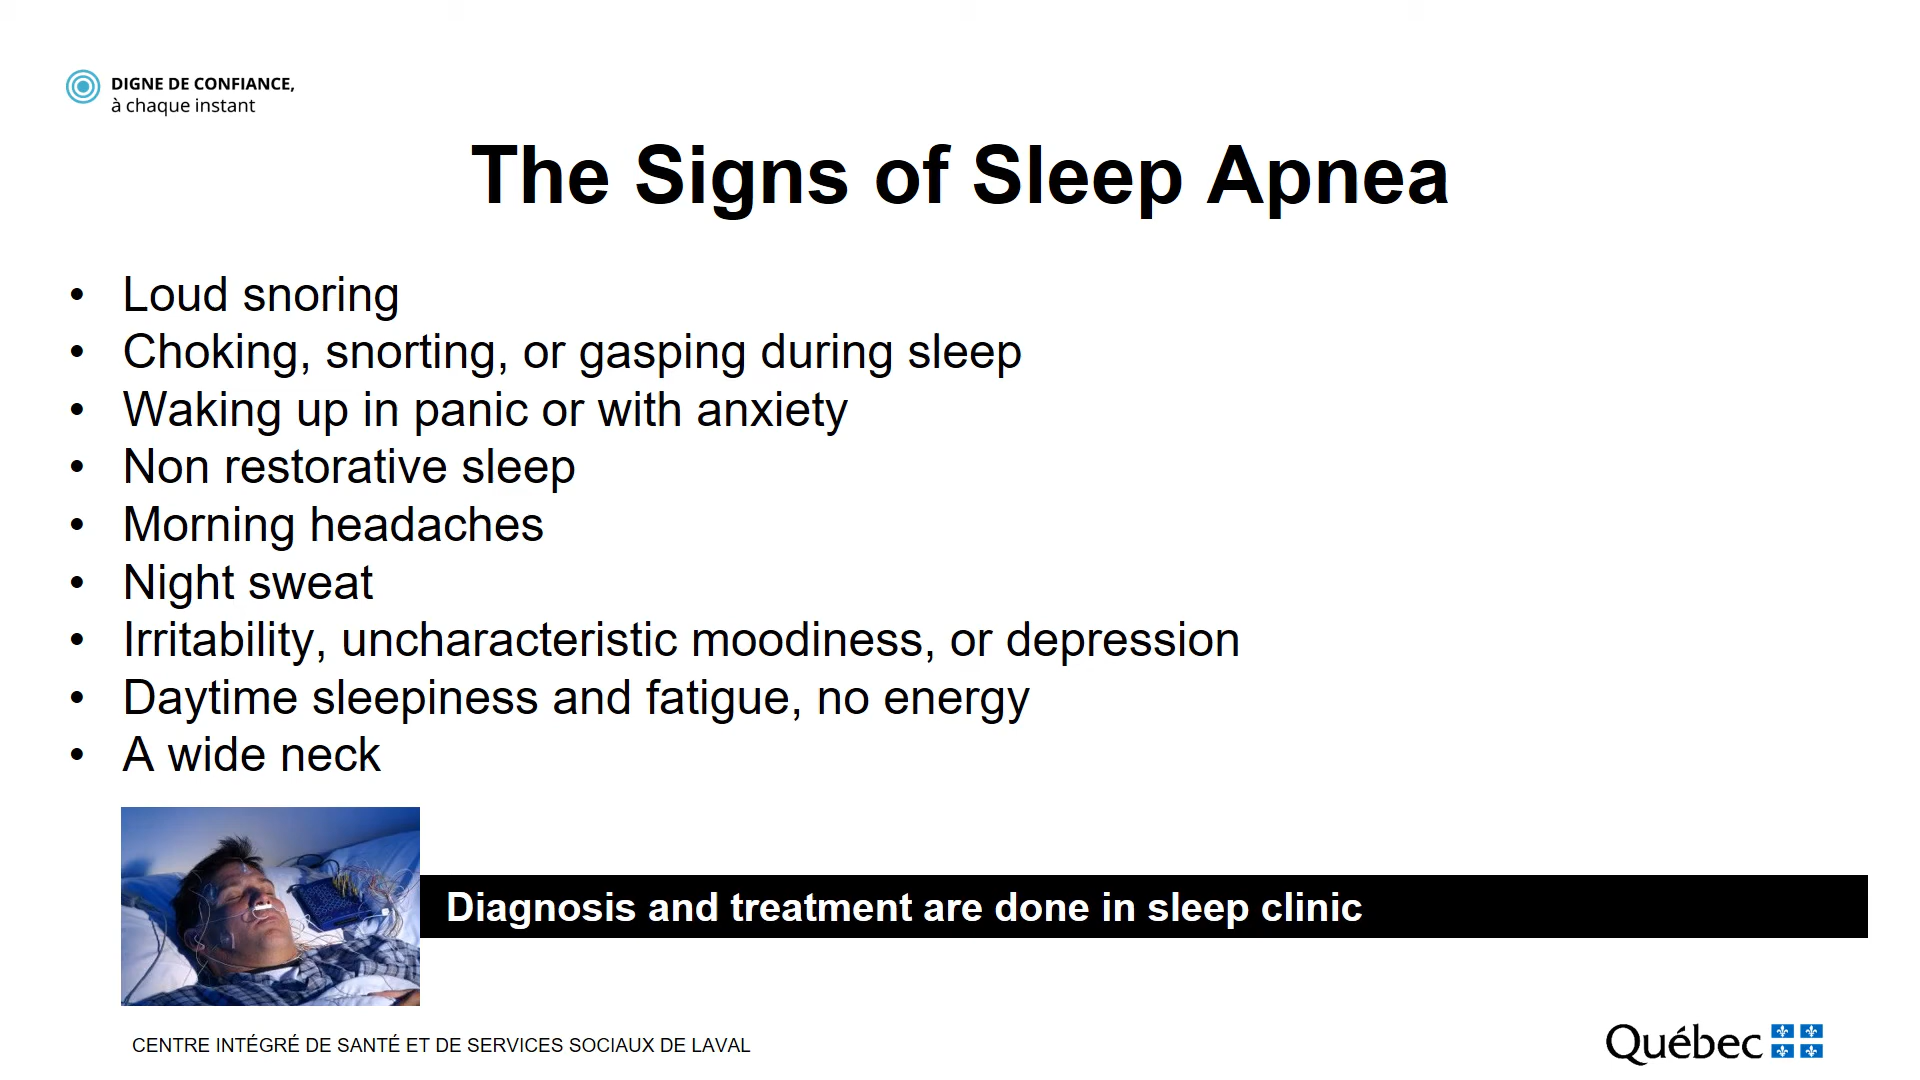 DIGNE DE CONFIANCE,
à chaque instant
The Signs of Sleep Apnea
• Loud snoring
• Choking, snorting, or gasping during sleep
• Waking up in panic or with anxiety
• Non restorative sleep
• Morning headaches
• Night sweat
• Irritability, uncharacteristic moodiness, or depression
• Daytime sleepiness and fatigue, no energy
• A wide neck
Diagnosis and treatment are done in sleep clinic
CENTRE INTÉGRÉ DE SANTÉ ET DE SERVICES SOCIAUX DE LAVAL
Québec